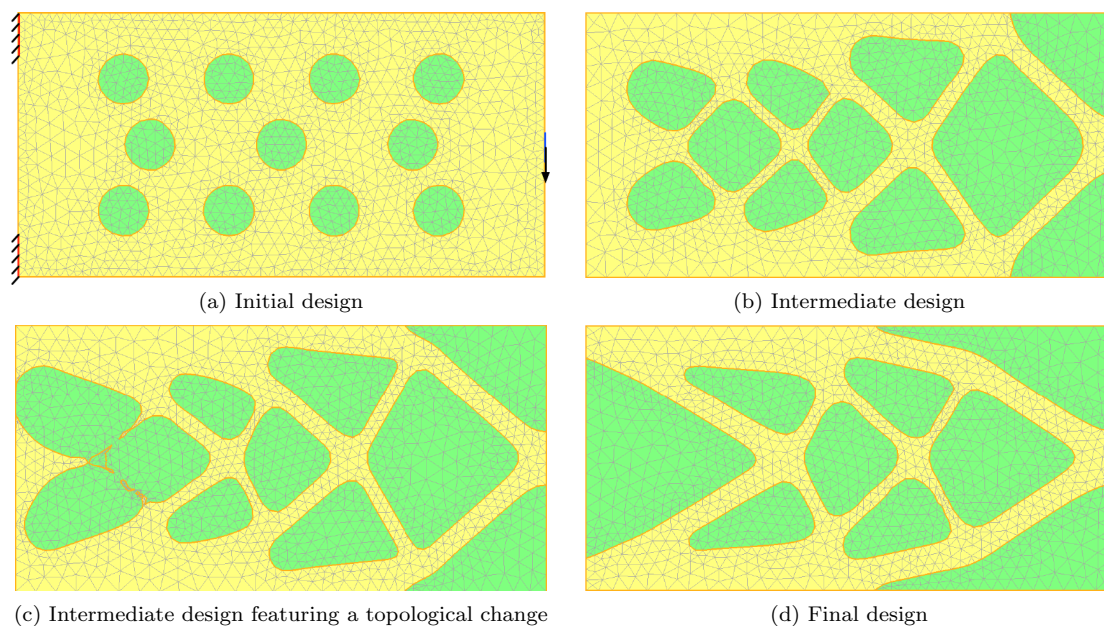 (a) Initial design
(b) Intermediate design
(c) Intermediate design featuring a topological change
(d) Final design